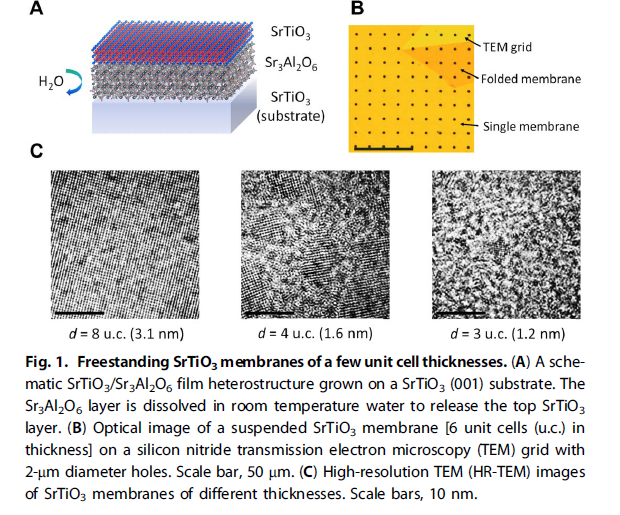 A
SrTiO₃
Sr₃Al₂O₆
H₂O
SrTiO₃
(substrate)
B
TEM grid
Folded membrane
Single membrane
C
d = 8 u.c. (3.1 nm)
d = 4 u.c. (1.6 nm)
d = 3 u.c. (1.2 nm)
Fig. 1. Freestanding SrTiO₃ membranes of a few unit cell thicknesses. (A) A sche-
matic SrTiO₃/Sr₃Al₂O₆ film heterostructure grown on a SrTiO₃ (001) substrate. The
Sr₃Al₂O₆ layer is dissolved in room temperature water to release the top SrTiO₃
layer. (B) Optical image of a suspended SrTiO₃ membrane [6 unit cells (u.c.) in
thickness] on a silicon nitride transmission electron microscopy (TEM) grid with
2-μm diameter holes. Scale bar, 50 μm. (C) High-resolution TEM (HR-TEM) images
of SrTiO₃ membranes of different thicknesses. Scale bars, 10 nm.